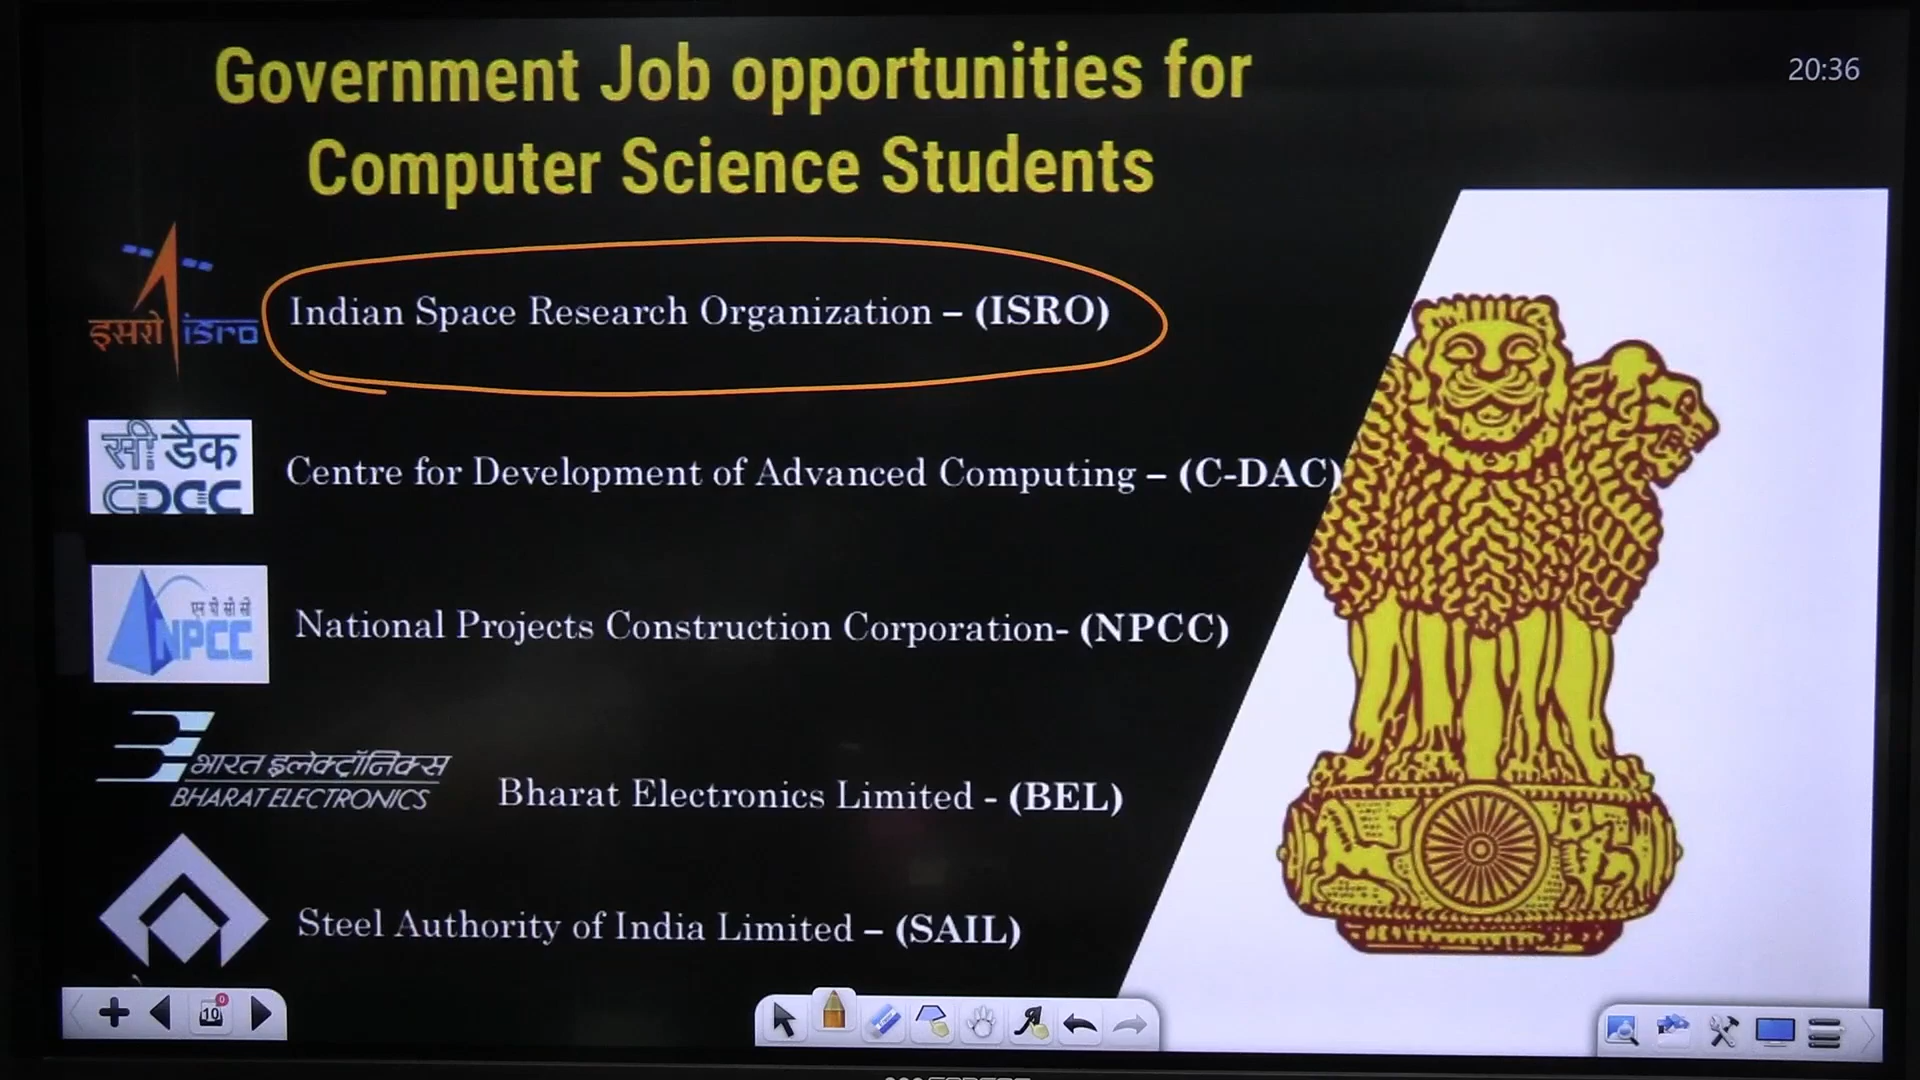 Government Job opportunities for
Computer Science Students
20:36
इसरो isro
Indian Space Research Organization – (ISRO)
सी डैक
CDAC
Centre for Development of Advanced Computing – (C-DAC)
एन पी सी सी
NPCC
National Projects Construction Corporation- (NPCC)
भारत इलेक्ट्रॉनिक्स
BHARAT ELECTRONICS
Bharat Electronics Limited - (BEL)
Steel Authority of India Limited – (SAIL)
10
0